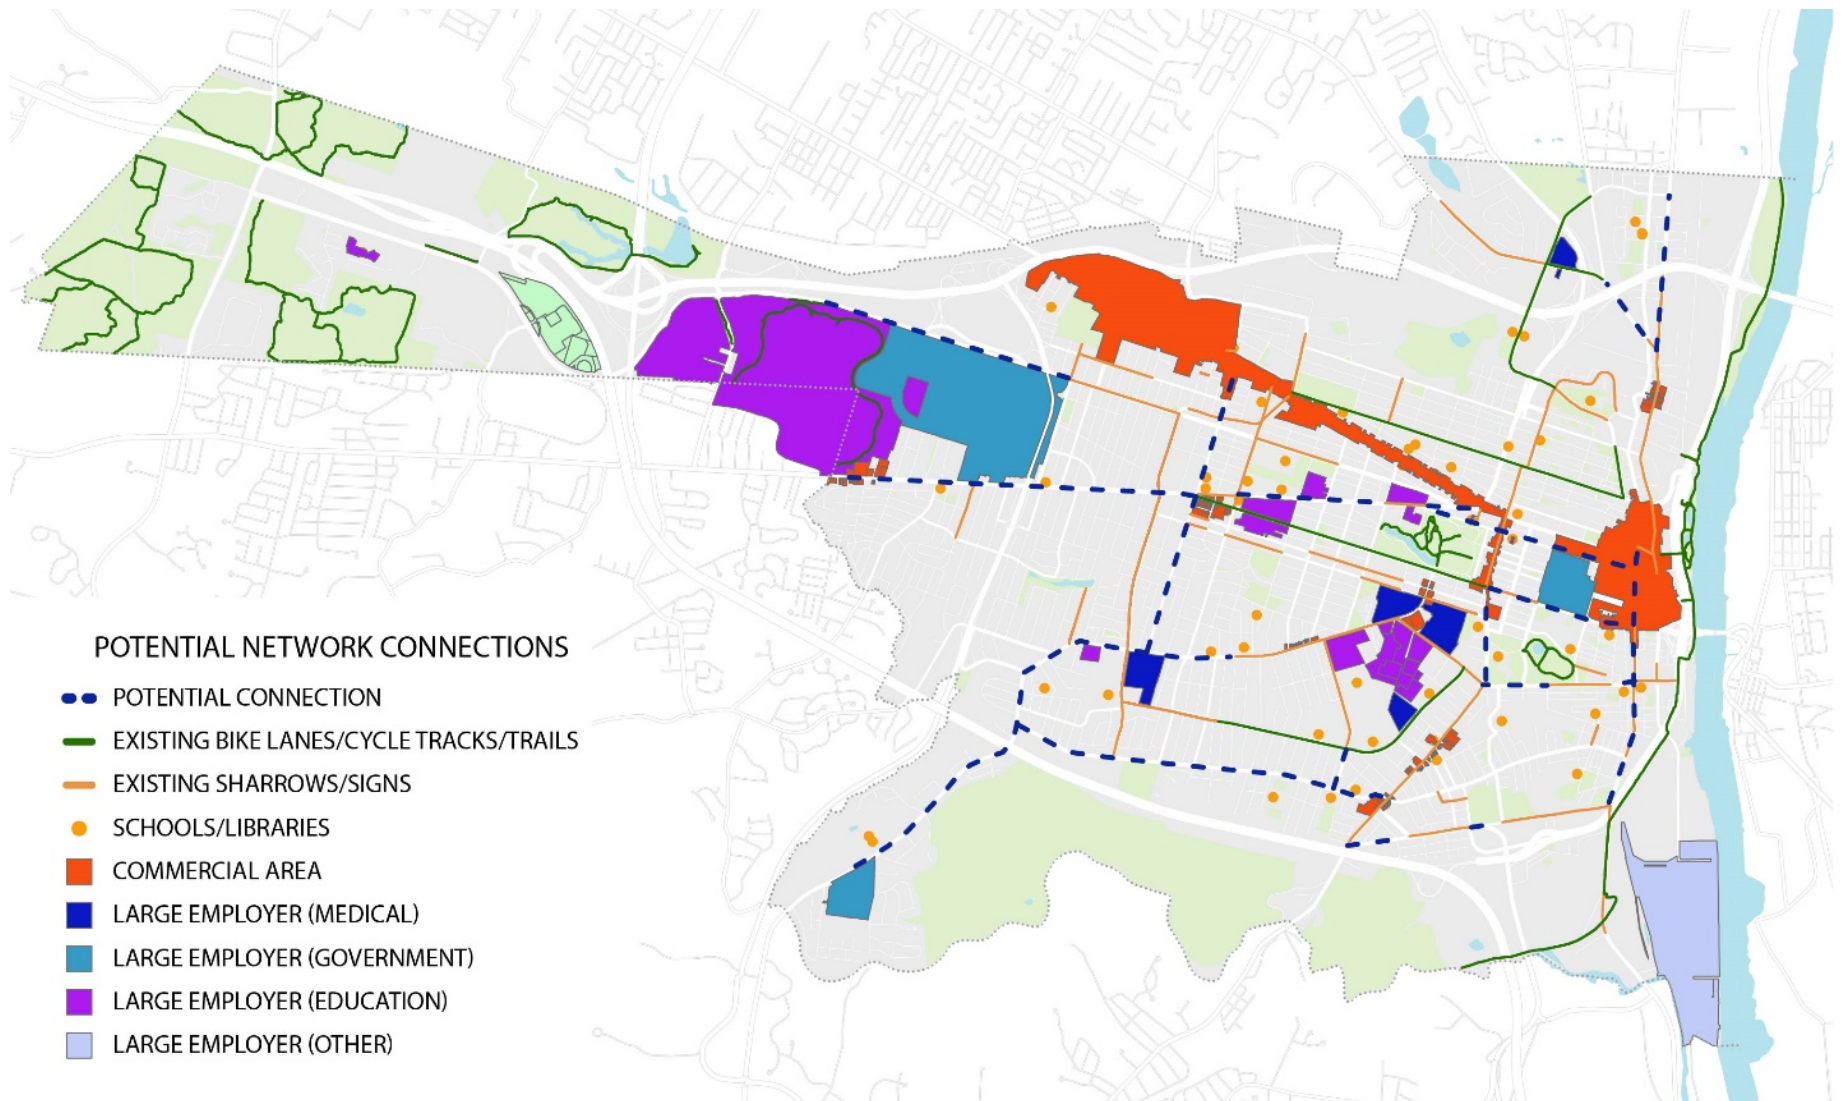 POTENTIAL NETWORK CONNECTIONS
POTENTIAL CONNECTION
EXISTING BIKE LANES/CYCLE TRACKS/TRAILS
EXISTING SHARROWS/SIGNS
SCHOOLS/LIBRARIES
COMMERCIAL AREA
LARGE EMPLOYER (MEDICAL)
LARGE EMPLOYER (GOVERNMENT)
LARGE EMPLOYER (EDUCATION)
LARGE EMPLOYER (OTHER)